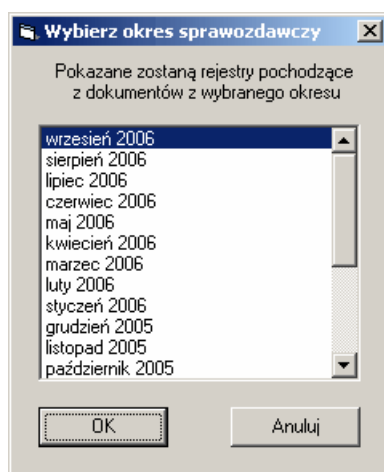 Wybierz okres sprawozdawczy
Pokazane zostaną rejestry pochodzące
z dokumentów z wybranego okresu
wrzesień 2006
sierpień 2006
lipiec 2006
czerwiec 2006
maj 2006
kwiecień 2006
marzec 2006
luty 2006
styczeń 2006
grudzień 2005
listopad 2005
październik 2005
OK
Anuluj